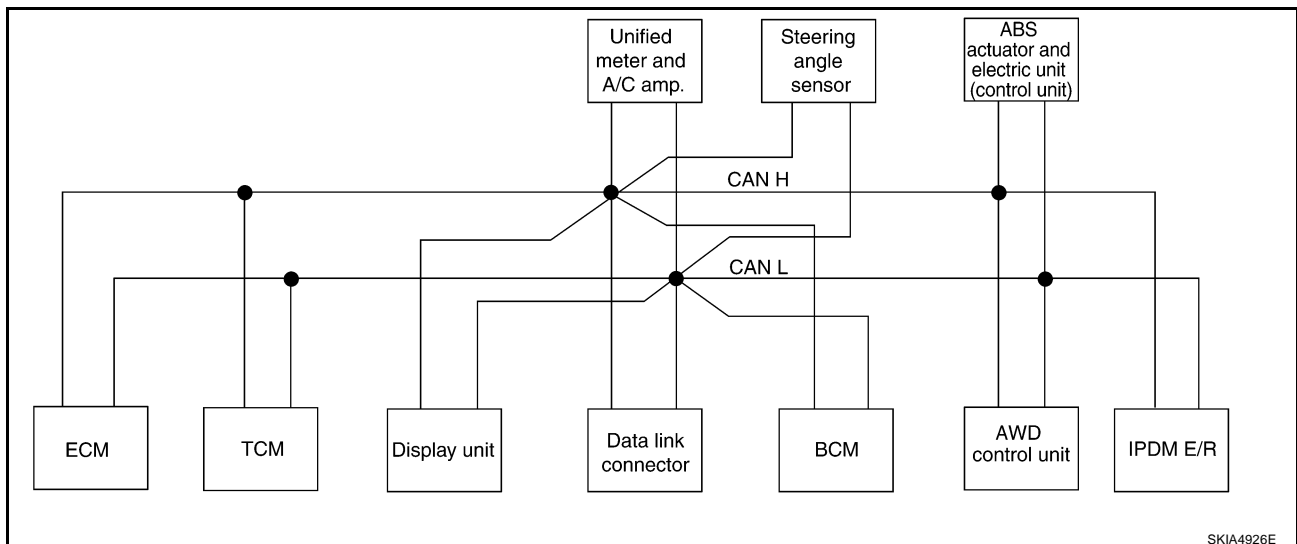 Unified
meter and
A/C amp.
Steering
angle
sensor
ABS
actuator and
electric unit
(control unit)
CAN H
CAN L
ECM
TCM
Display unit
Data link
connector
BCM
AWD
control unit
IPDM E/R
SKIA4926E